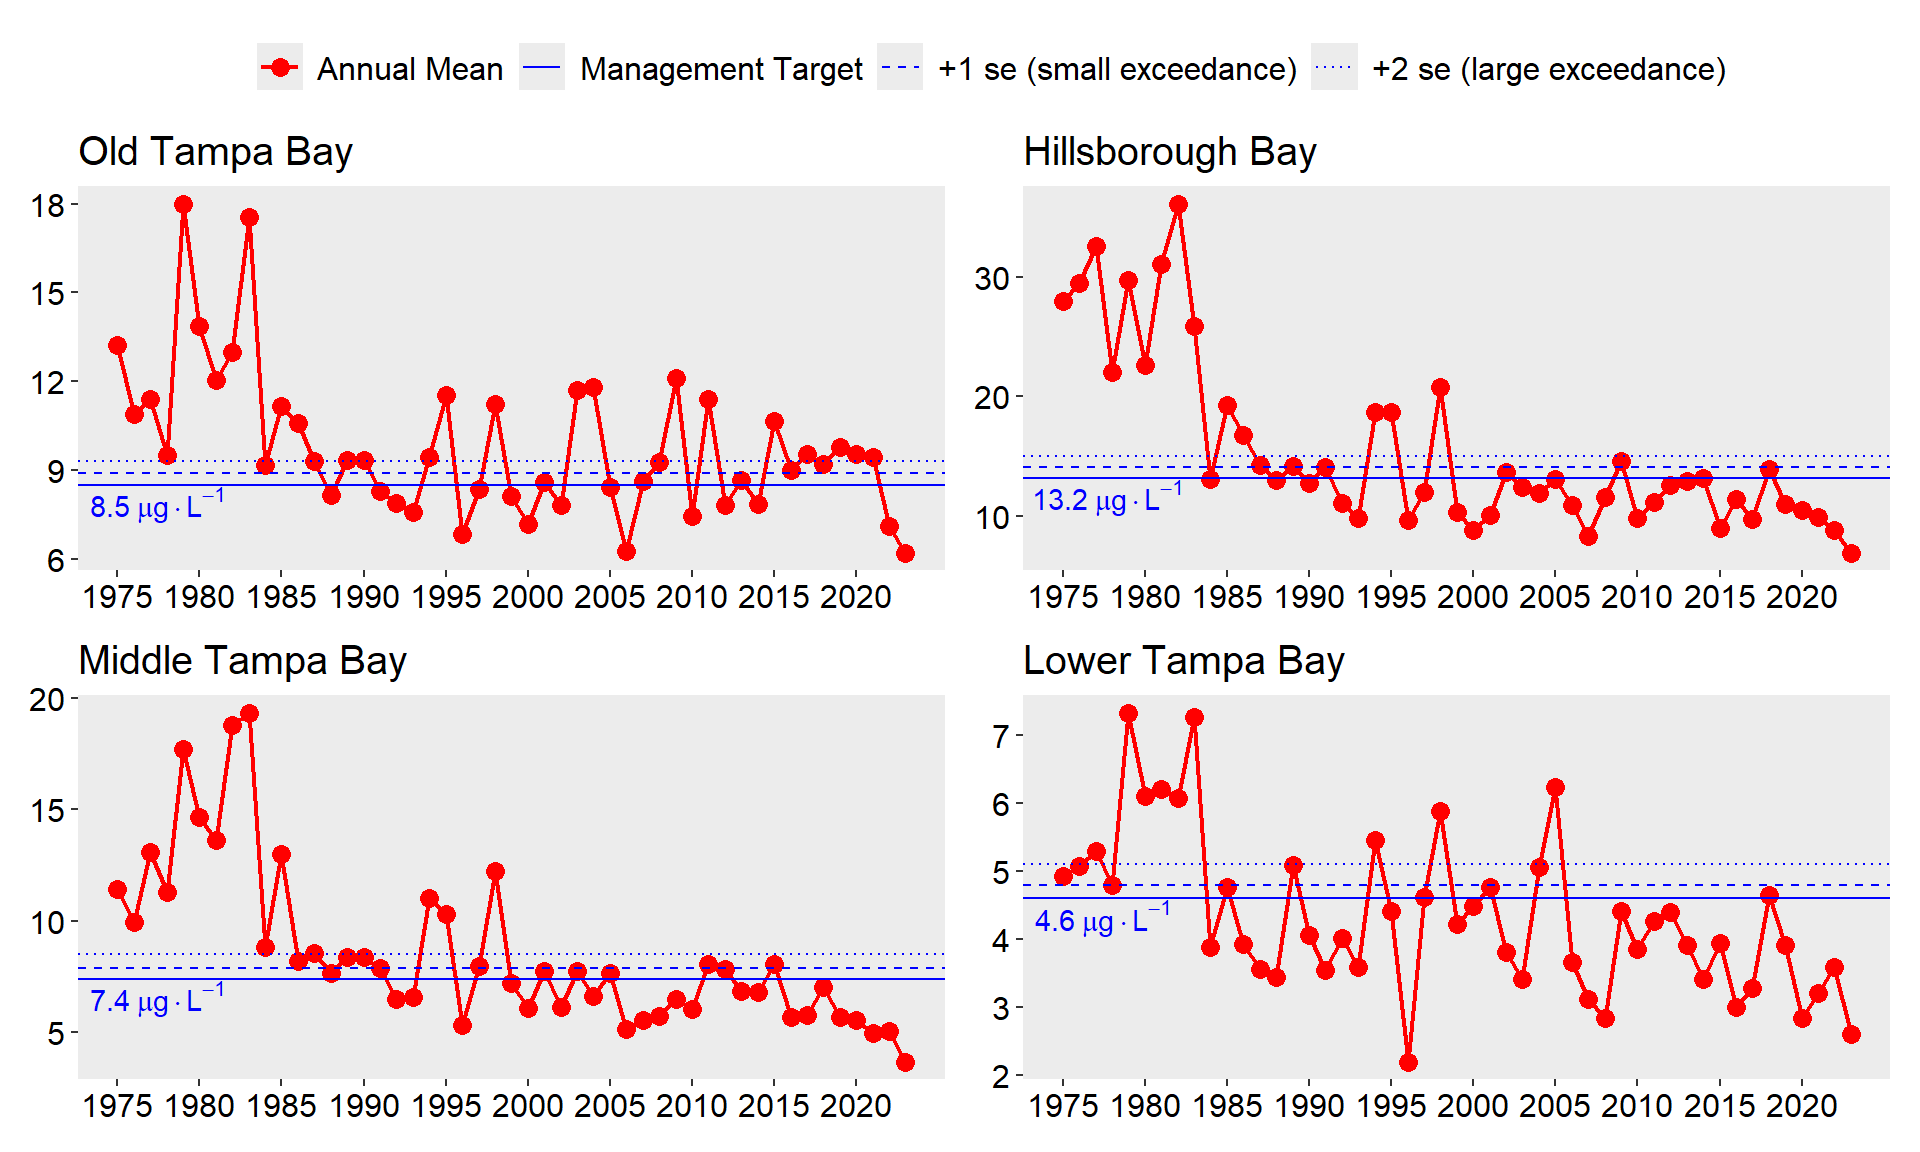 Annual Mean Management Target +1 se (small exceedance) +2 se (large exceedance)
Old Tampa Bay
18
15
12
9
6
8.5 μg·L⁻¹
1975 1980 1985 1990 1995 2000 2005 2010 2015 2020
Hillsborough Bay
30
20
10
13.2 μg·L⁻¹
1975 1980 1985 1990 1995 2000 2005 2010 2015 2020
Middle Tampa Bay
20
15
10
5
7.4 μg·L⁻¹
1975 1980 1985 1990 1995 2000 2005 2010 2015 2020
Lower Tampa Bay
7
6
5
4
3
2
4.6 μg·L⁻¹
1975 1980 1985 1990 1995 2000 2005 2010 2015 2020